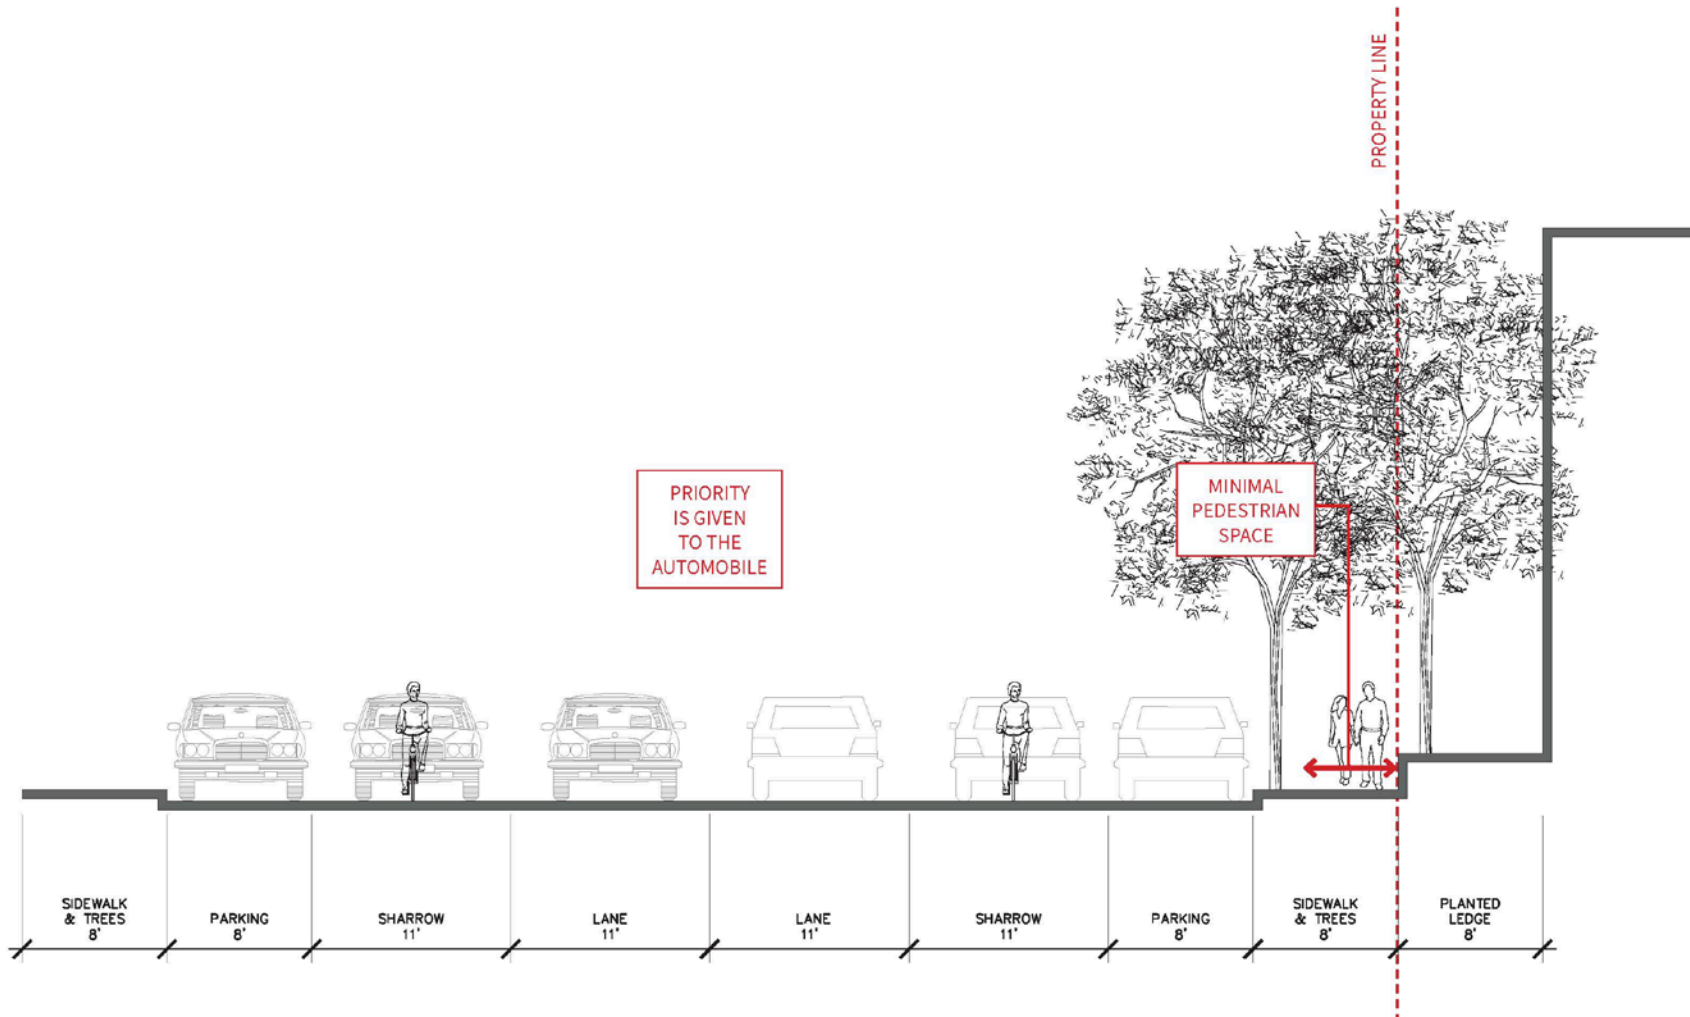 PROPERTY LINE
PRIORITY
IS GIVEN
TO THE
AUTOMOBILE
MINIMAL
PEDESTRIAN
SPACE
SIDEWALK
& TREES
8'
PARKING
8'
SHARROW
11'
LANE
11'
LANE
11'
SHARROW
11'
PARKING
8'
SIDEWALK
& TREES
8'
PLANTED
LEDGE
8'